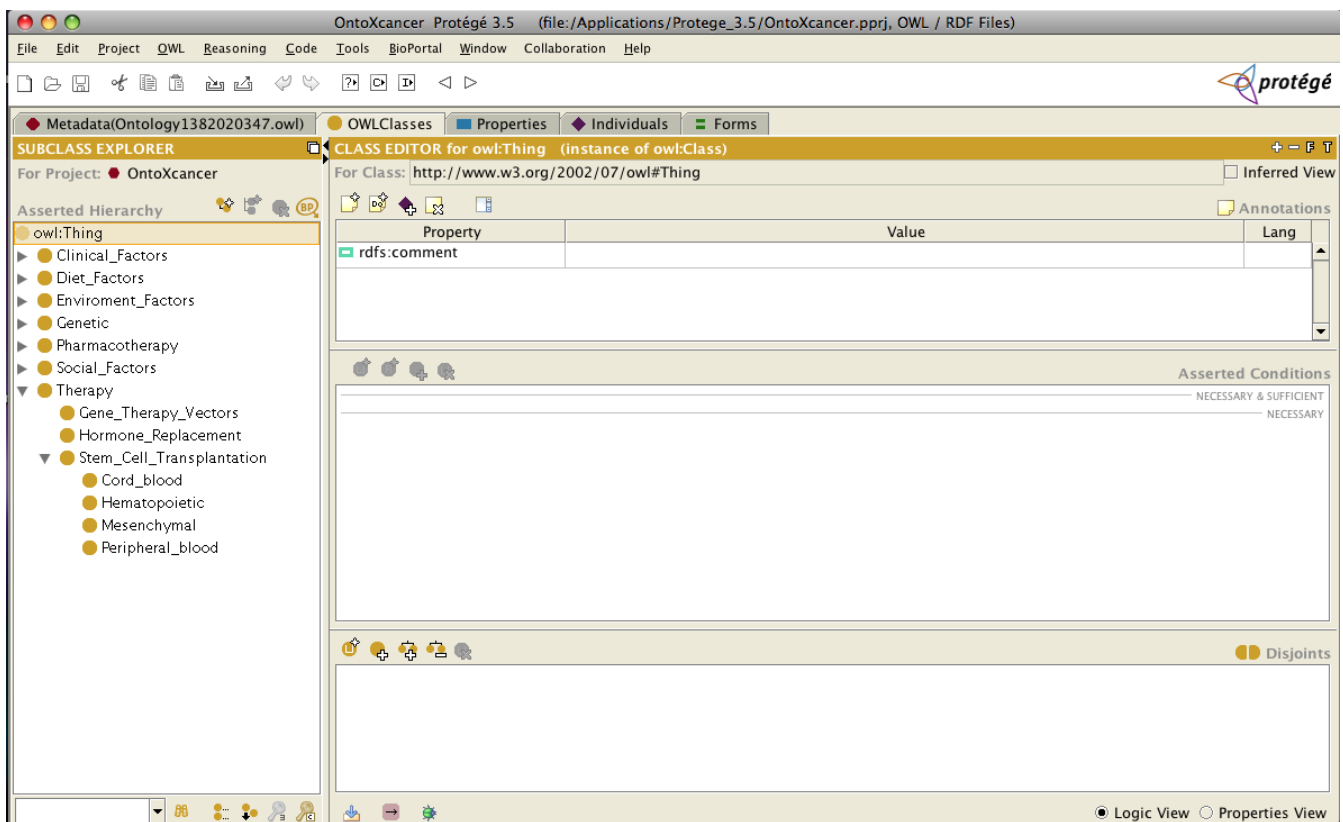 OntoXcancer Protégé 3.5 (file:/Applications/Protege_3.5/OntoXcancer.pprj, OWL / RDF Files)
File Edit Project OWL Reasoning Code Tools BioPortal Window Collaboration Help
protégé
Metadata(Ontology1382020347.owl) OWLClasses Properties Individuals Forms
SUBCLASS EXPLORER
For Project: OntoXcancer
Asserted Hierarchy
BP
owl:Thing
Clinical_Factors
Diet_Factors
Enviroment_Factors
Genetic
Pharmacotherapy
Social_Factors
Therapy
Gene_Therapy_Vectors
Hormone_Replacement
Stem_Cell_Transplantation
Cord_blood
Hematopoietic
Mesenchymal
Peripheral_blood
CLASS EDITOR for owl:Thing (instance of owl:Class)
F T
For Class: http://www.w3.org/2002/07/owl#Thing
Inferred View
Annotations
Property Value Lang
rdfs:comment
Asserted Conditions
NECESSARY & SUFFICIENT
NECESSARY
Disjoints
Logic View Properties View